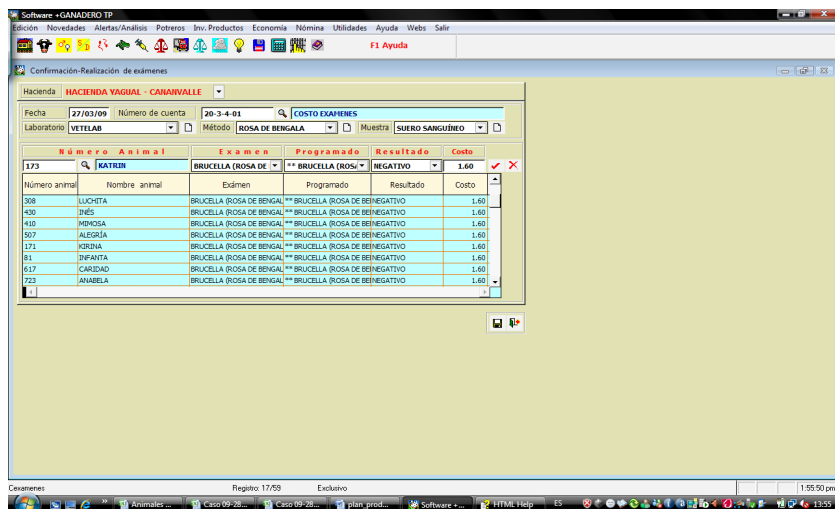 Software +GANADERO TP
Edición Novedades Alertas/Análisis Potreros Inv. Productos Economía Nómina Utilidades Ayuda Webs Salir
F1 Ayuda
Confirmación-Realización de exámenes
Hacienda HACIENDA YAGUAL - CANANVALLE
Fecha 27/03/09 Número de cuenta 20-3-4-01 COSTO EXAMENES
Laboratorio VETELAB Método ROSA DE BENGALA Muestra SUERO SANGUÍNEO
Número Animal Examen Programado Resultado Costo
173 KATRIN BRUCELLA (ROSA DE ** BRUCELLA (ROSA NEGATIVO 1.60
Número animal Nombre animal Exámen Programado Resultado Costo
308 LUCHITA BRUCELLA (ROSA DE BENGAL ** BRUCELLA (ROSA DE BE NEGATIVO 1.60
430 INÉS BRUCELLA (ROSA DE BENGAL ** BRUCELLA (ROSA DE BE NEGATIVO 1.60
410 MIMOSA BRUCELLA (ROSA DE BENGAL ** BRUCELLA (ROSA DE BE NEGATIVO 1.60
507 ALEGRÍA BRUCELLA (ROSA DE BENGAL ** BRUCELLA (ROSA DE BE NEGATIVO 1.60
171 KIRINA BRUCELLA (ROSA DE BENGAL ** BRUCELLA (ROSA DE BE NEGATIVO 1.60
81 INFANTA BRUCELLA (ROSA DE BENGAL ** BRUCELLA (ROSA DE BE NEGATIVO 1.60
617 CARIDAD BRUCELLA (ROSA DE BENGAL ** BRUCELLA (ROSA DE BE NEGATIVO 1.60
723 ANABELA BRUCELLA (ROSA DE BENGAL ** BRUCELLA (ROSA DE BE NEGATIVO 1.60
Cexamenes Registro: 17/59 Exclusivo 1:55:50 pm
Animales ... Caso 09-28... Caso 09-28... plan_prod... Software +... HTML Help ES 13:55